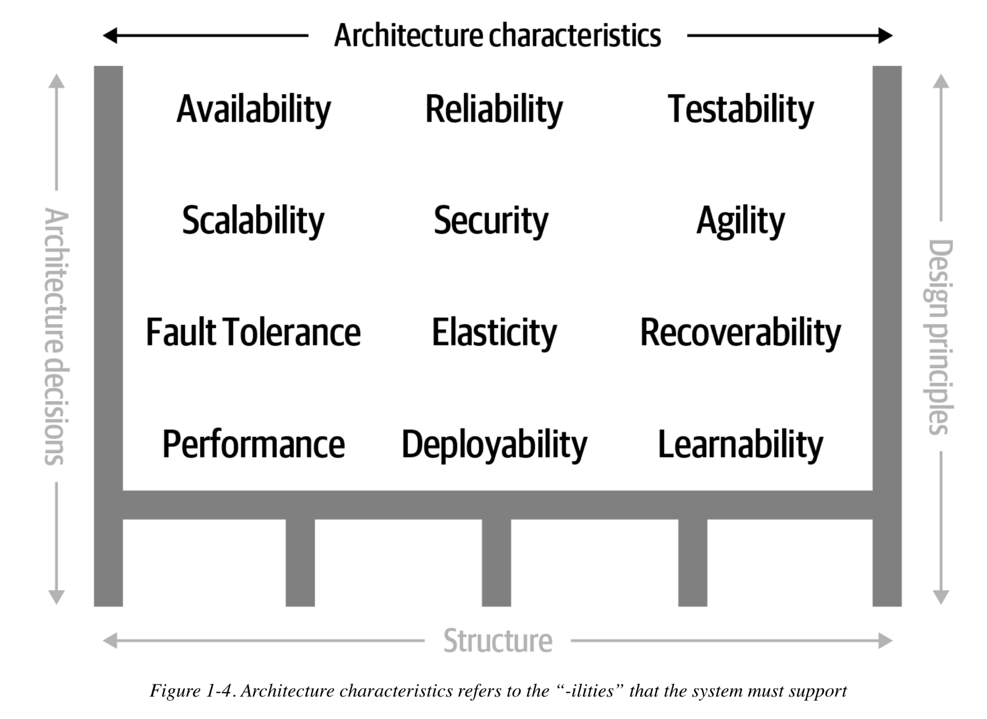 Architecture characteristics
Availability Reliability Testability
Scalability Security Agility
Fault Tolerance Elasticity Recoverability
Performance Deployability Learnability
Architecture decisions
Design principles
Structure
Figure 1-4. Architecture characteristics refers to the “-ilities” that the system must support